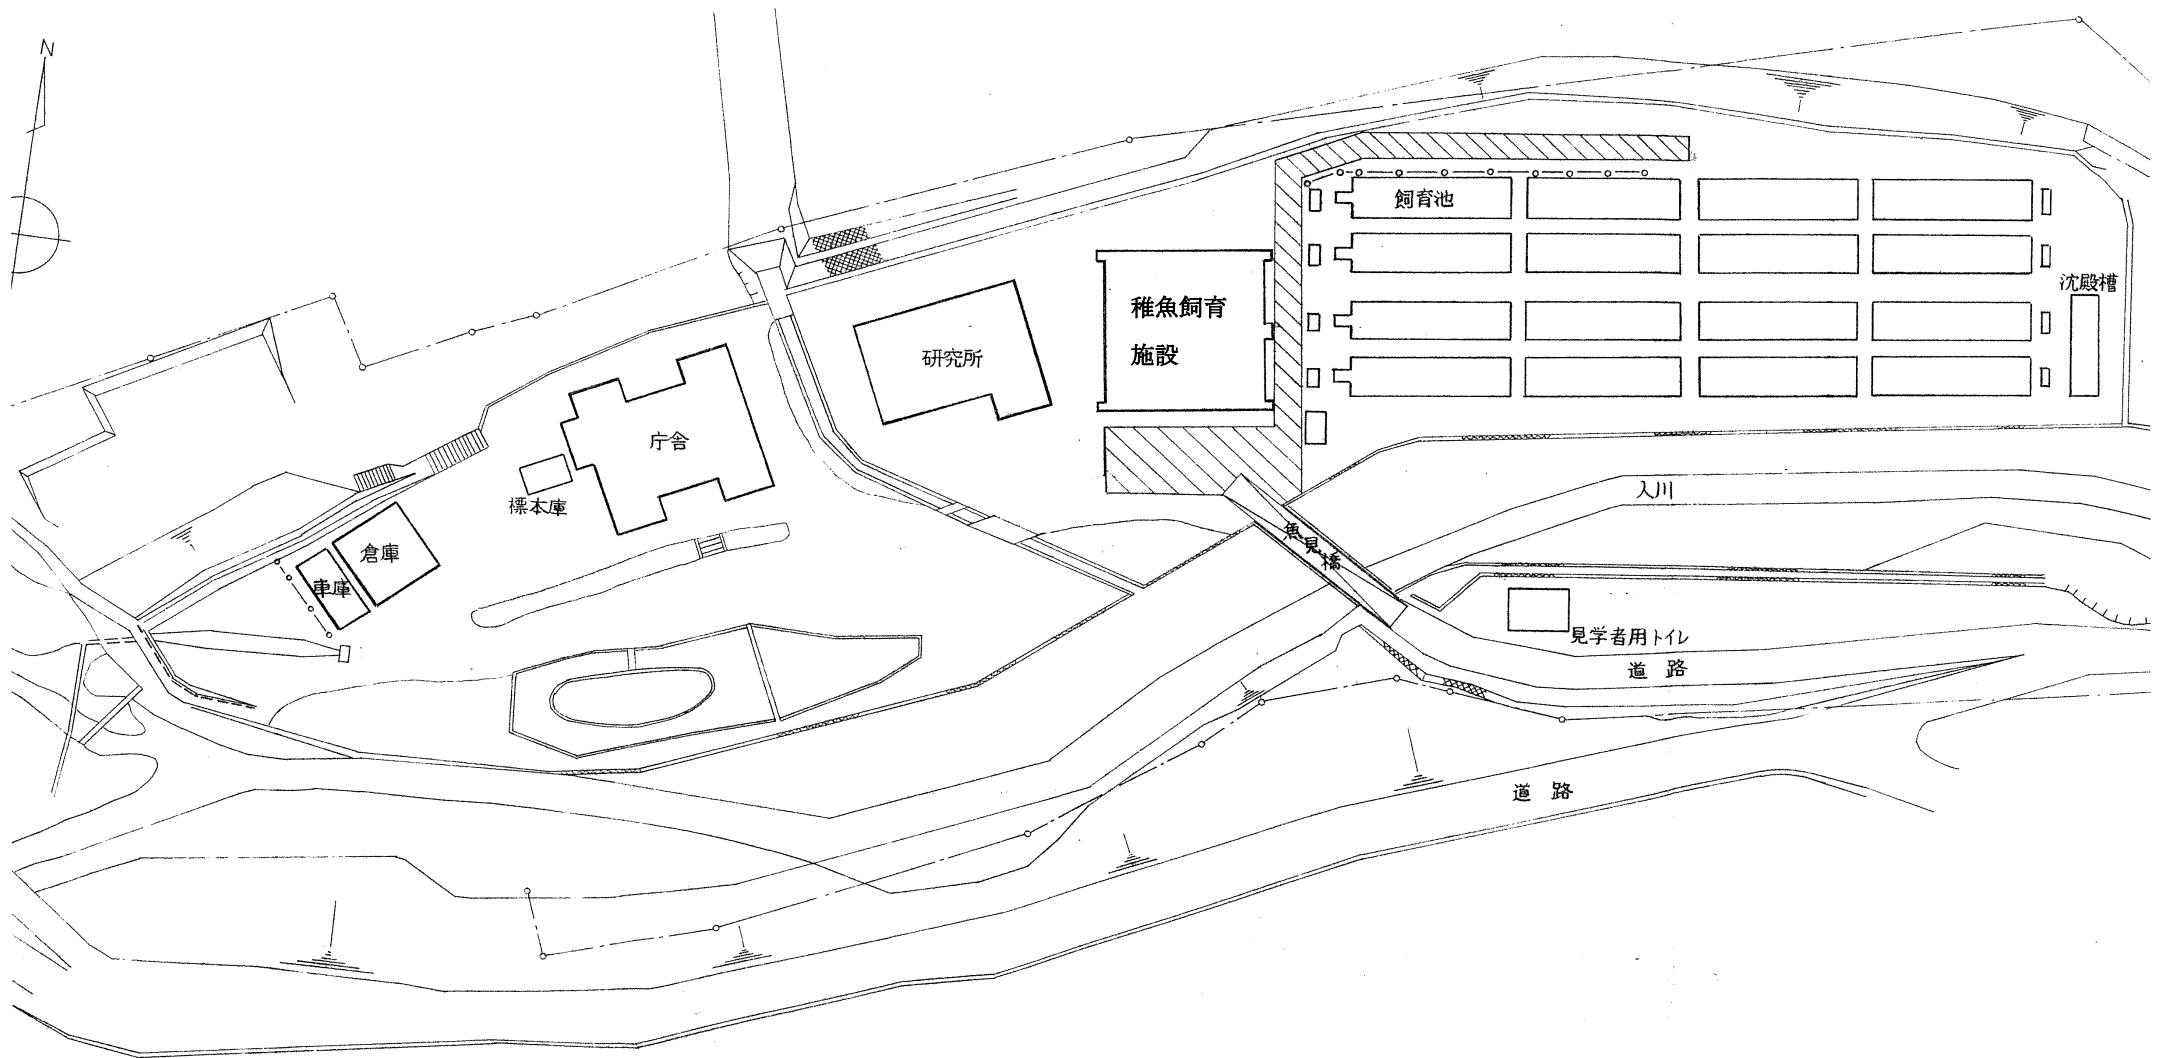 N
飼育池
沈殿槽
稚魚飼育
施設
研究所
庁舎
標本庫
入川
魚見橋
倉庫
車庫
見学者用トイレ
道路
道路